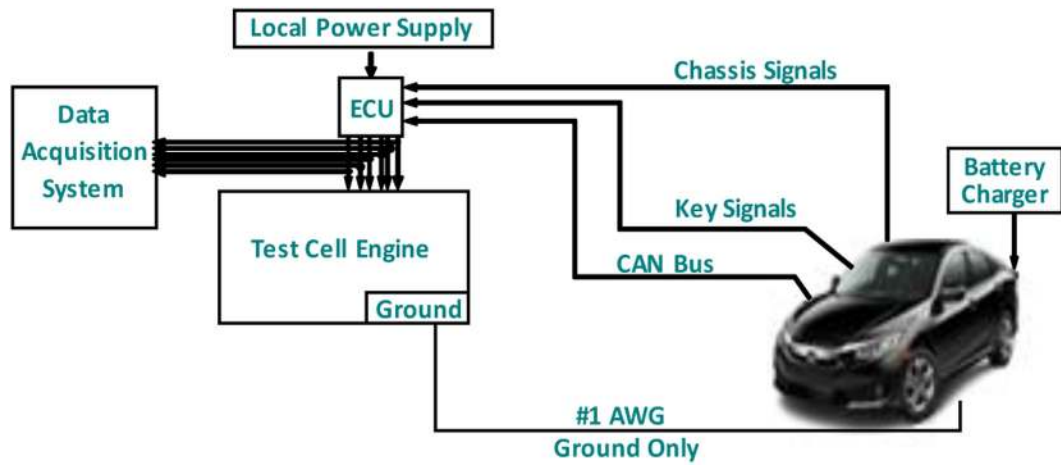 Local Power Supply
Chassis Signals
ECU
Data
Acquisition
System
Battery
Charger
Key Signals
Test Cell Engine
CAN Bus
Ground
#1 AWG
Ground Only